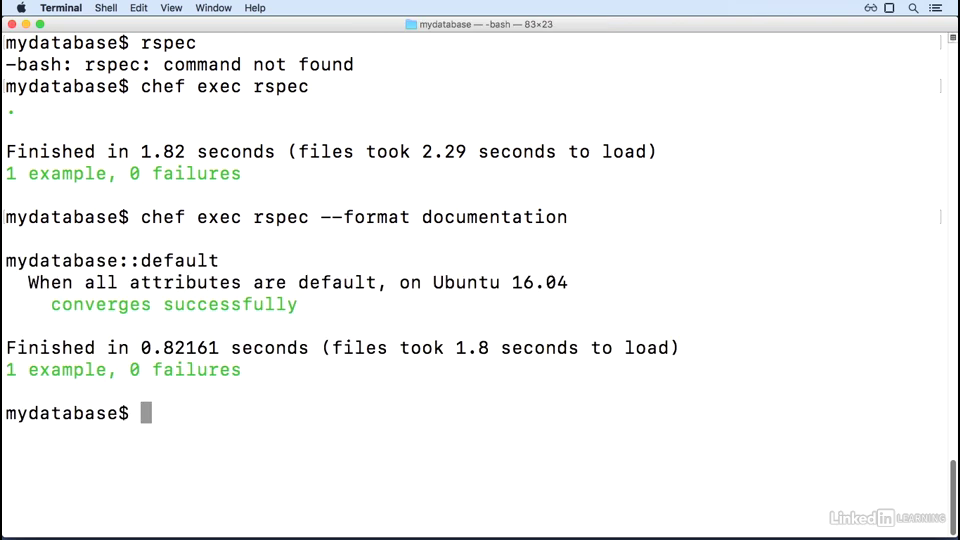 Terminal Shell Edit View Window Help
mydatabase — -bash — 83×23
mydatabase$ rspec
-bash: rspec: command not found
mydatabase$ chef exec rspec
.
Finished in 1.82 seconds (files took 2.29 seconds to load)
1 example, 0 failures
mydatabase$ chef exec rspec --format documentation
mydatabase::default
When all attributes are default, on Ubuntu 16.04
converges successfully
Finished in 0.82161 seconds (files took 1.8 seconds to load)
1 example, 0 failures
mydatabase$
LinkedIn LEARNING